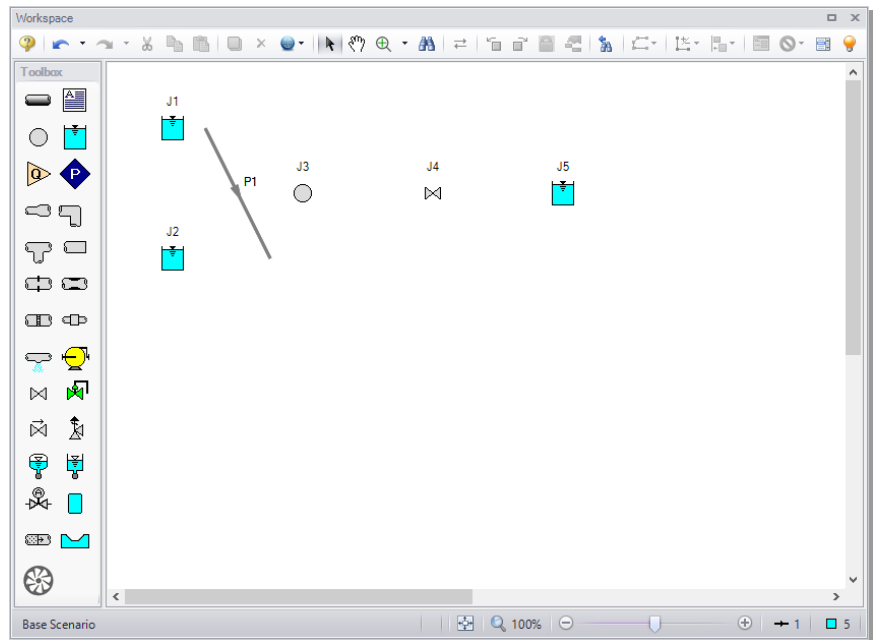 Workspace
Toolbox
A
Q
P
J1
P1
J3
J4
J5
J2
Base Scenario
100%
1
5